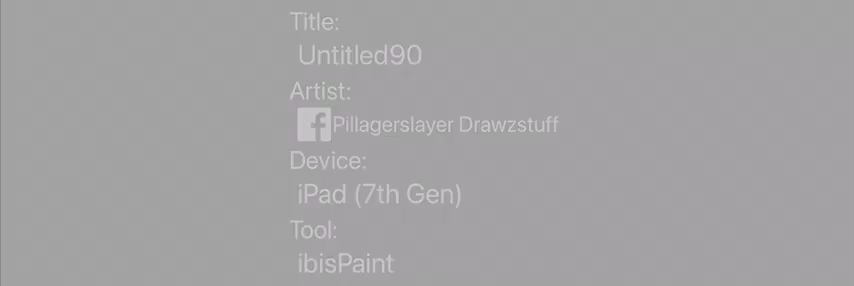 Title:
Untitled90
Artist:
Pillagerslayer Drawzstuff
Device:
iPad (7th Gen)
Tool:
ibisPaint